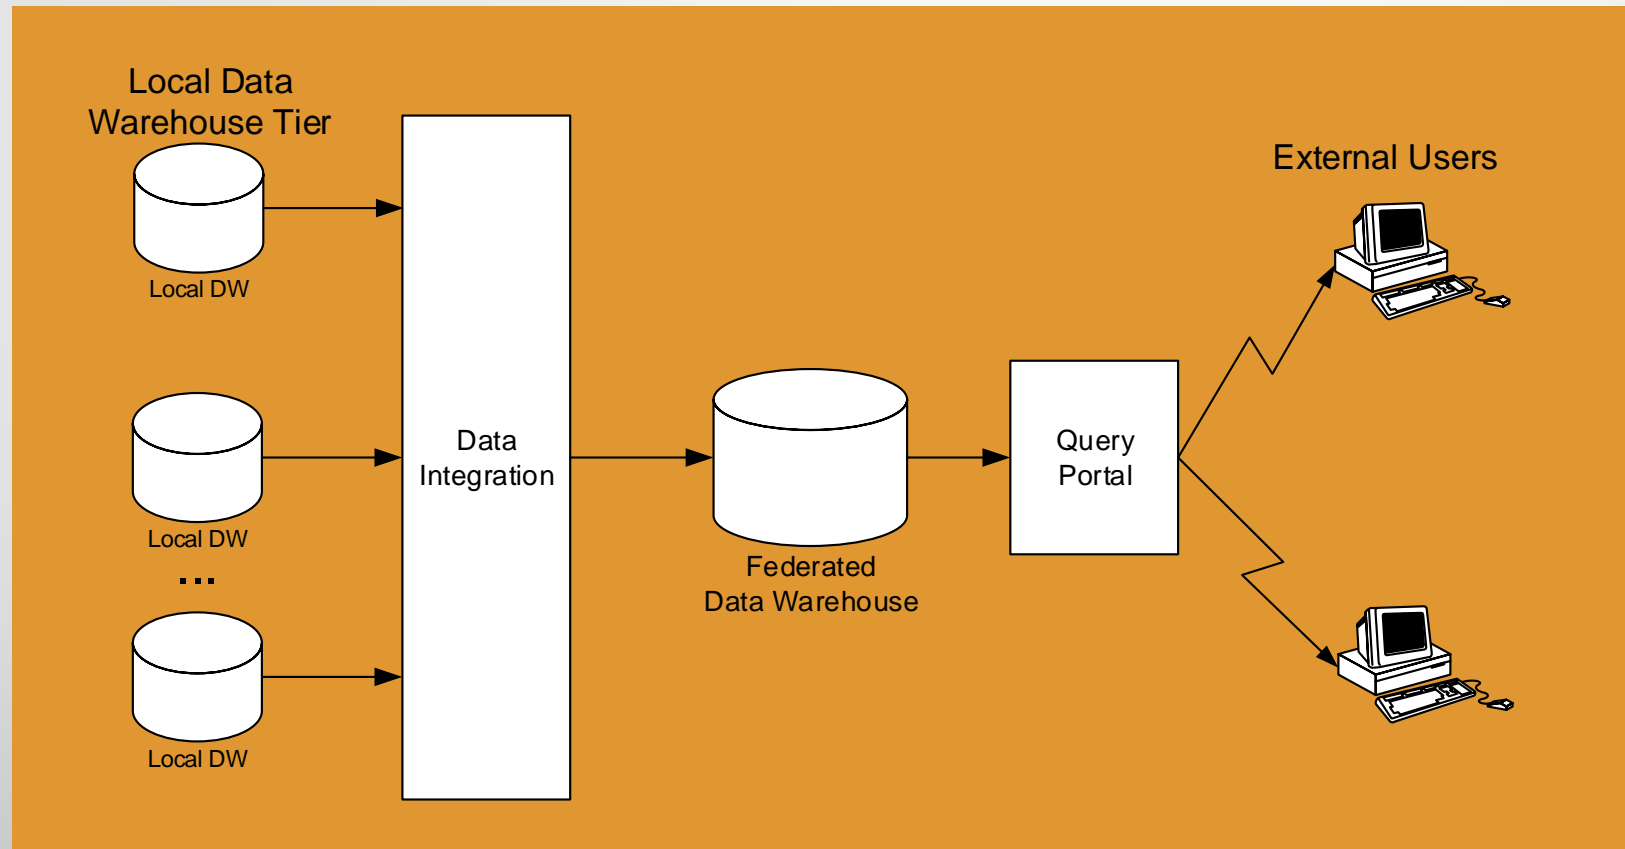 Local Data
Warehouse Tier
External Users
Local DW
Data
Integration
Query
Portal
Local DW
...
Federated
Data Warehouse
Local DW